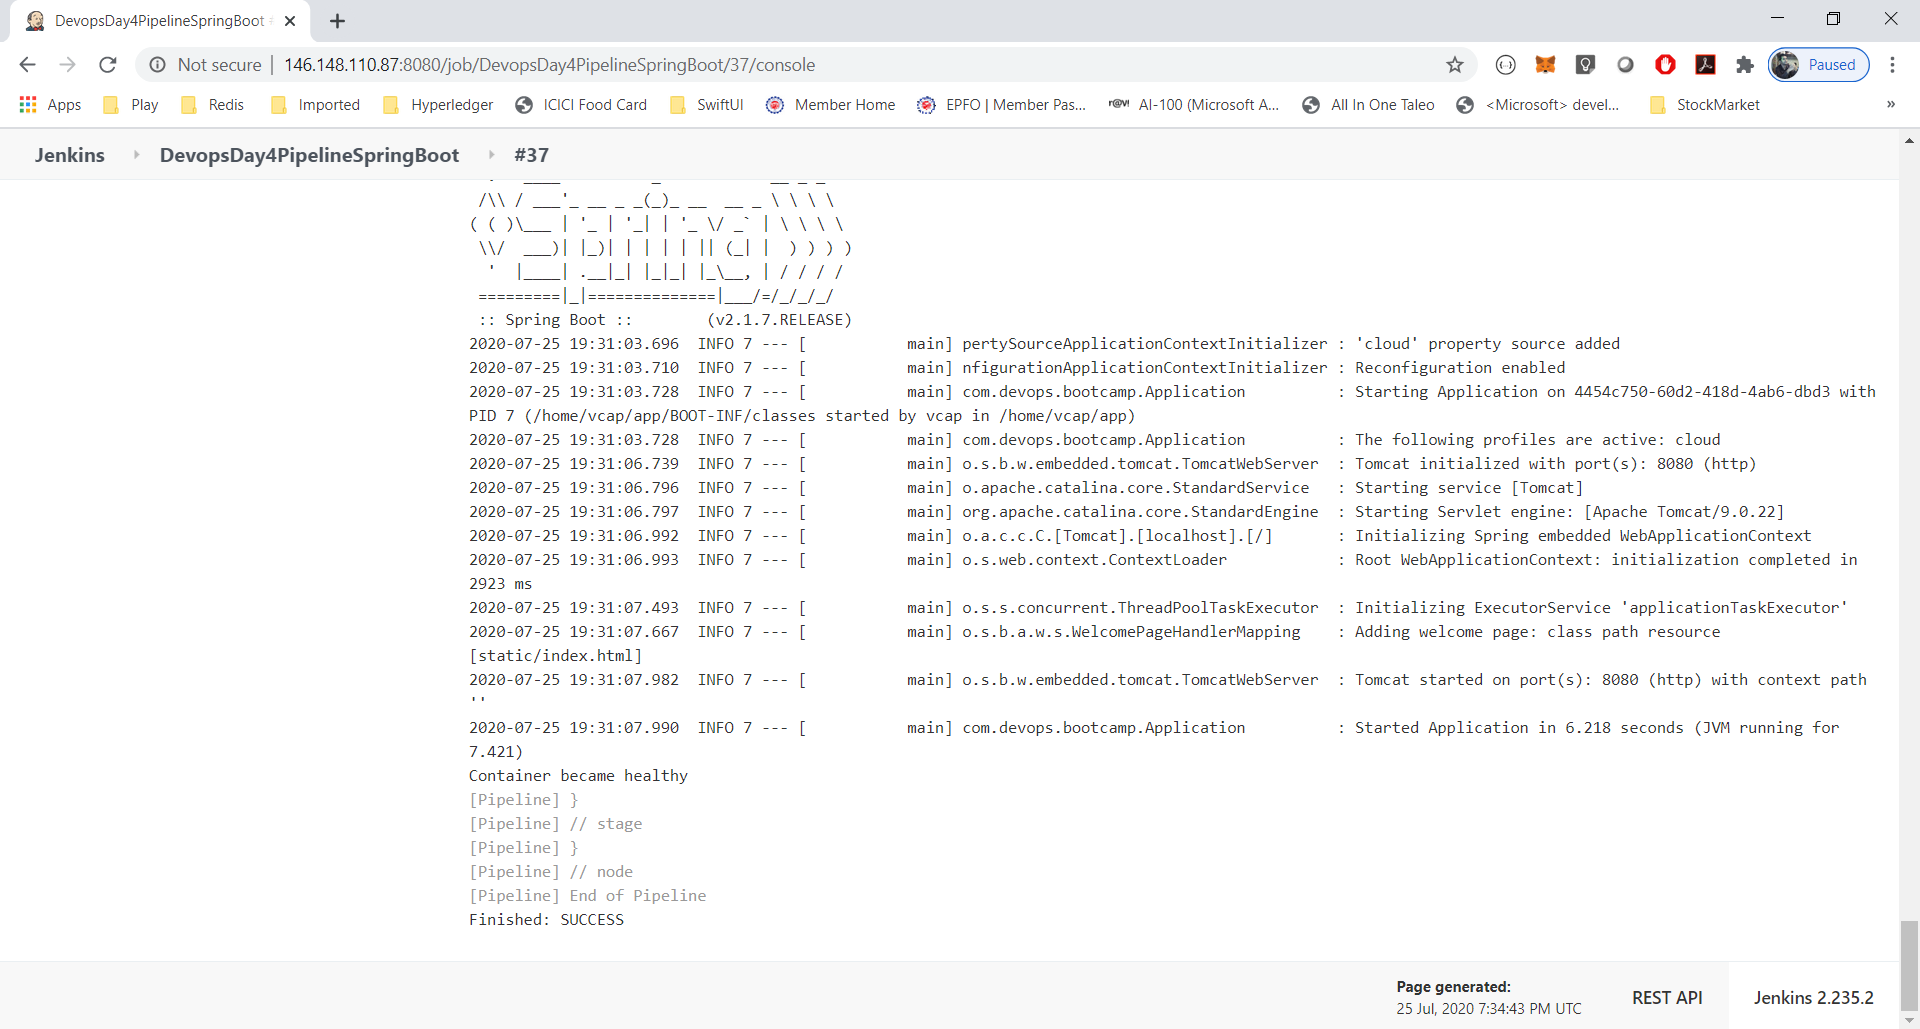 DevopsDay4PipelineSpringBoot
Not secure | 146.148.110.87:8080/job/DevopsDay4PipelineSpringBoot/37/console
Paused
Apps Play Redis Imported Hyperledger ICICI Food Card SwiftUI Member Home EPFO | Member Pas... AI-100 (Microsoft A... All In One Taleo <Microsoft> devel... StockMarket »
Jenkins DevopsDay4PipelineSpringBoot #37
 /\\ / ___'_ __ _ _(_)_ __  __ _ \ \ \ \
( ( )\___ | '_ | '_| | '_ \/ _` | \ \ \ \
 \\/  ___)| |_)| | | | | || (_| |  ) ) ) )
  '  |____| .__|_| |_|_| |_\__, | / / / /
 =========|_|==============|___/=/_/_/_/
 :: Spring Boot ::        (v2.1.7.RELEASE)
2020-07-25 19:31:03.696  INFO 7 --- [           main] pertySourceApplicationContextInitializer : 'cloud' property source added
2020-07-25 19:31:03.710  INFO 7 --- [           main] nfigurationApplicationContextInitializer : Reconfiguration enabled
2020-07-25 19:31:03.728  INFO 7 --- [           main] com.devops.bootcamp.Application          : Starting Application on 4454c750-60d2-418d-4ab6-dbd3 with
PID 7 (/home/vcap/app/BOOT-INF/classes started by vcap in /home/vcap/app)
2020-07-25 19:31:03.728  INFO 7 --- [           main] com.devops.bootcamp.Application          : The following profiles are active: cloud
2020-07-25 19:31:06.739  INFO 7 --- [           main] o.s.b.w.embedded.tomcat.TomcatWebServer  : Tomcat initialized with port(s): 8080 (http)
2020-07-25 19:31:06.796  INFO 7 --- [           main] o.apache.catalina.core.StandardService   : Starting service [Tomcat]
2020-07-25 19:31:06.797  INFO 7 --- [           main] org.apache.catalina.core.StandardEngine  : Starting Servlet engine: [Apache Tomcat/9.0.22]
2020-07-25 19:31:06.992  INFO 7 --- [           main] o.a.c.c.C.[Tomcat].[localhost].[/]       : Initializing Spring embedded WebApplicationContext
2020-07-25 19:31:06.993  INFO 7 --- [           main] o.s.web.context.ContextLoader            : Root WebApplicationContext: initialization completed in
2923 ms
2020-07-25 19:31:07.493  INFO 7 --- [           main] o.s.s.concurrent.ThreadPoolTaskExecutor  : Initializing ExecutorService 'applicationTaskExecutor'
2020-07-25 19:31:07.667  INFO 7 --- [           main] o.s.b.a.w.s.WelcomePageHandlerMapping    : Adding welcome page: class path resource
[static/index.html]
2020-07-25 19:31:07.982  INFO 7 --- [           main] o.s.b.w.embedded.tomcat.TomcatWebServer  : Tomcat started on port(s): 8080 (http) with context path
''
2020-07-25 19:31:07.990  INFO 7 --- [           main] com.devops.bootcamp.Application          : Started Application in 6.218 seconds (JVM running for
7.421)
Container became healthy
[Pipeline] }
[Pipeline] // stage
[Pipeline] }
[Pipeline] // node
[Pipeline] End of Pipeline
Finished: SUCCESS
Page generated:
25 Jul, 2020 7:34:43 PM UTC
REST API
Jenkins 2.235.2